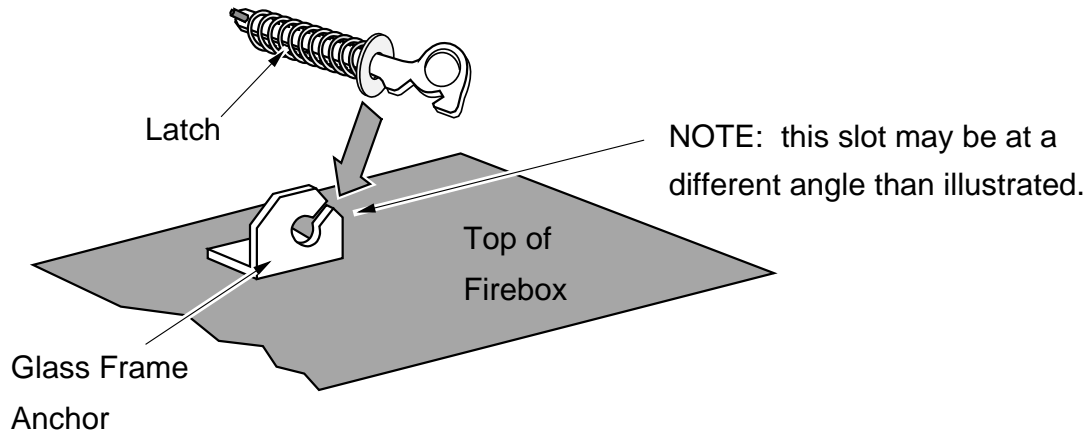 Latch
NOTE:  this slot may be at a
different angle than illustrated.
Top of
Firebox
Glass Frame
Anchor